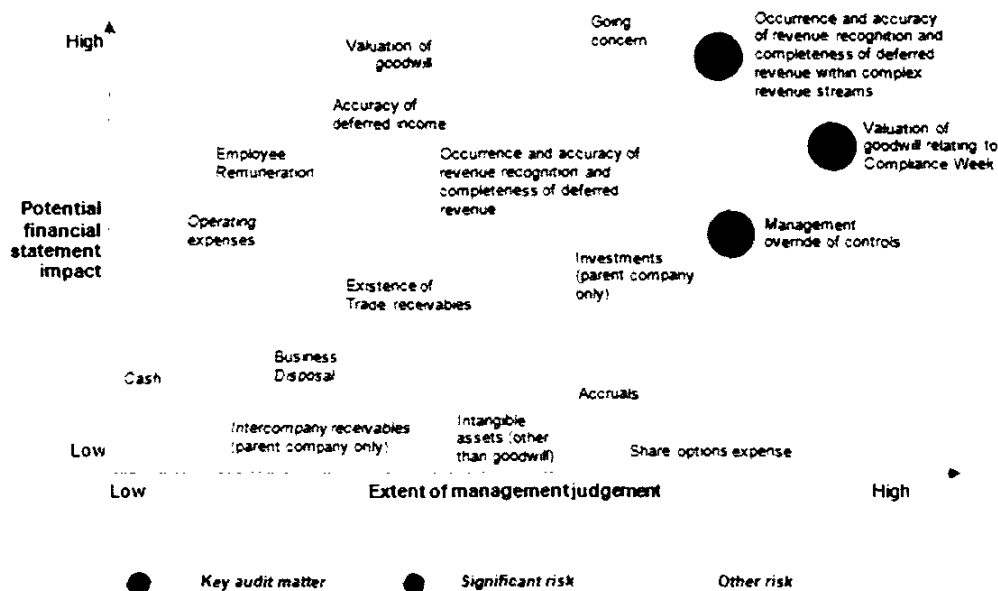 High
Going
concern
Occurrence and accuracy
of revenue recognition and
completeness of deferred
revenue within complex
revenue streams
Valuation of
goodwill
Accuracy of
deferred income
Valuation of
goodwill relating to
Compliance Week
Employee
Remuneration
Occurrence and accuracy of
revenue recognition and
completeness of deferred
revenue
Potential
financial
statement
impact
Operating
expenses
Management
override of controls
Investments
(parent company
only)
Existence of
Trade receivables
Business
Disposal
Cash
Accruals
Intercompany receivables
(parent company only)
Intangible
assets (other
than goodwill)
Share options expense
Low
Low
Extent of management judgement
High
Key audit matter
Significant risk
Other risk